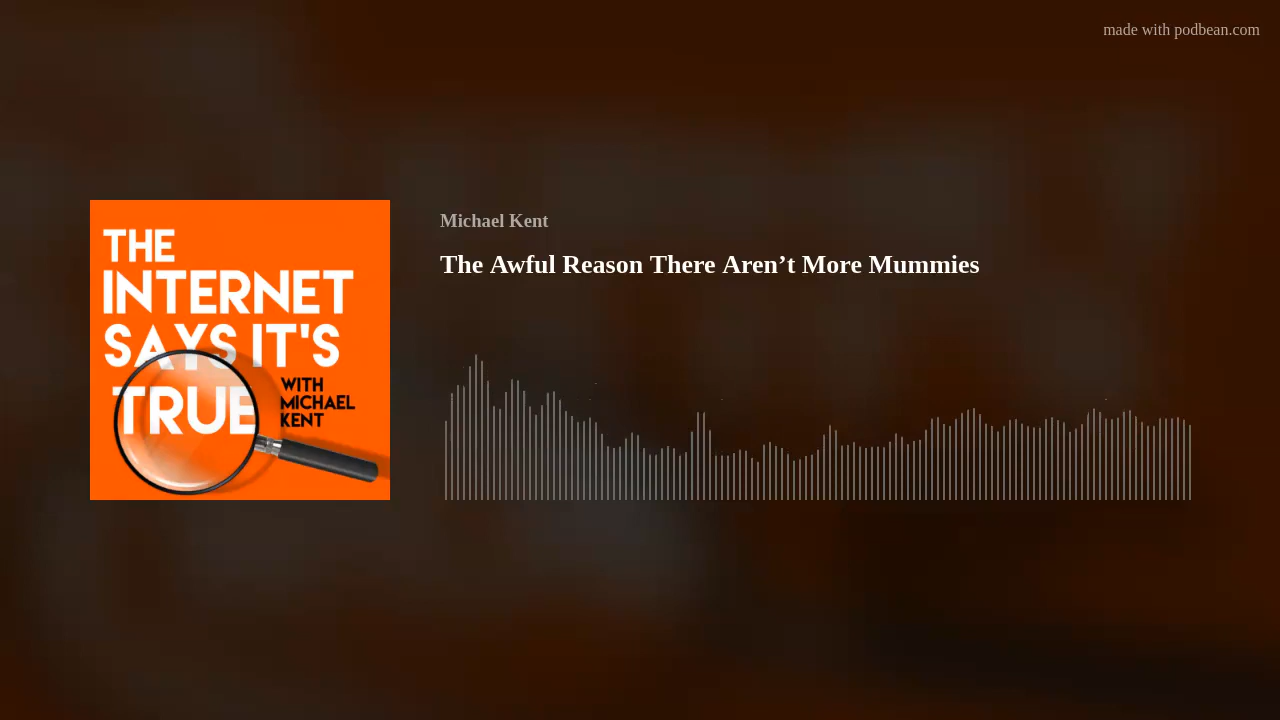 made with podbean.com
THE
INTERNET
SAYS IT'S
TRUE
WITH
MICHAEL
KENT
Michael Kent
The Awful Reason There Aren’t More Mummies